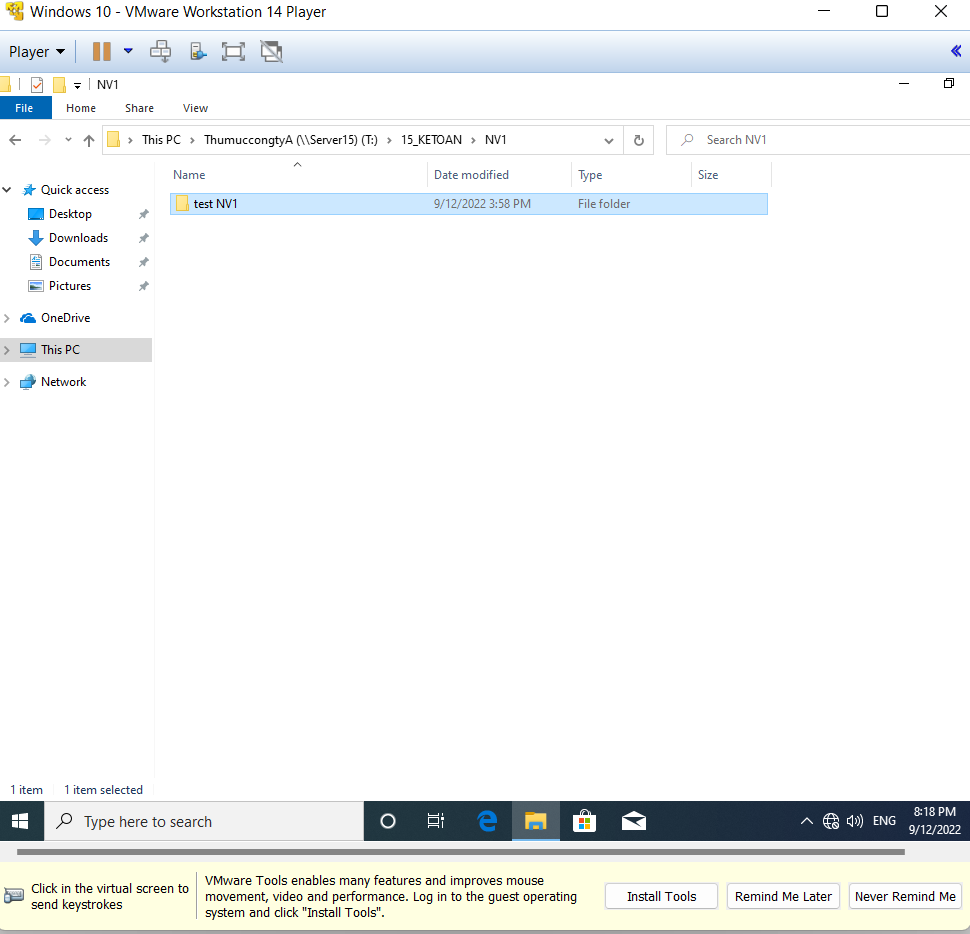 Windows 10 - VMware Workstation 14 Player
Player
NV1
File Home Share View
This PC ThumuccongtyA (\\Server15) (T:) 15_KETOAN NV1 Search NV1
Name Date modified Type Size
Quick access
test NV1 9/12/2022 3:58 PM File folder
Desktop
Downloads
Documents
Pictures
OneDrive
This PC
Network
1 item 1 item selected
Type here to search
ENG
8:18 PM
9/12/2022
Click in the virtual screen to
send keystrokes
VMware Tools enables many features and improves mouse
movement, video and performance. Log in to the guest operating
system and click "Install Tools".
Install Tools Remind Me Later Never Remind Me